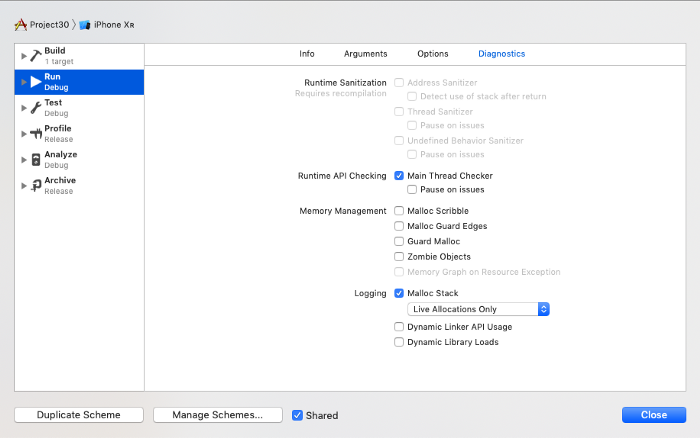 Project30 〉 iPhone XR
Build
1 target
Run
Debug
Test
Debug
Profile
Release
Analyze
Debug
Archive
Release
Info Arguments Options Diagnostics
Runtime Sanitization Address Sanitizer
Requires recompilation Detect use of stack after return
Thread Sanitizer
Pause on issues
Undefined Behavior Sanitizer
Pause on issues
Runtime API Checking Main Thread Checker
Pause on issues
Memory Management Malloc Scribble
Malloc Guard Edges
Guard Malloc
Zombie Objects
Memory Graph on Resource Exception
Logging Malloc Stack
Live Allocations Only
Dynamic Linker API Usage
Dynamic Library Loads
Duplicate Scheme Manage Schemes... Shared Close